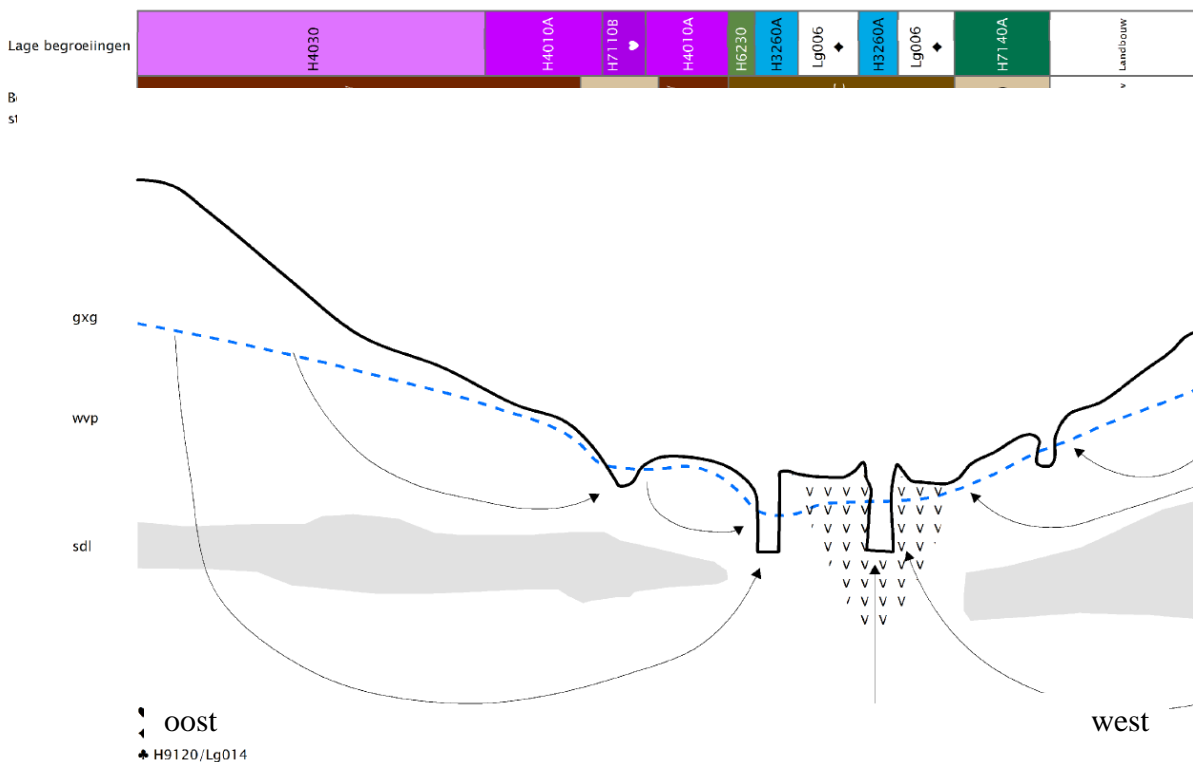 Lage begroeiingen H4030 H4010A H7110B ♥ H4010A H6230 H3260A Lg006 ◆ H3260A Lg006 ◆ H7140A Landbouw
gxg
wvp
sdl
oost west
♣ H9120/Lg014